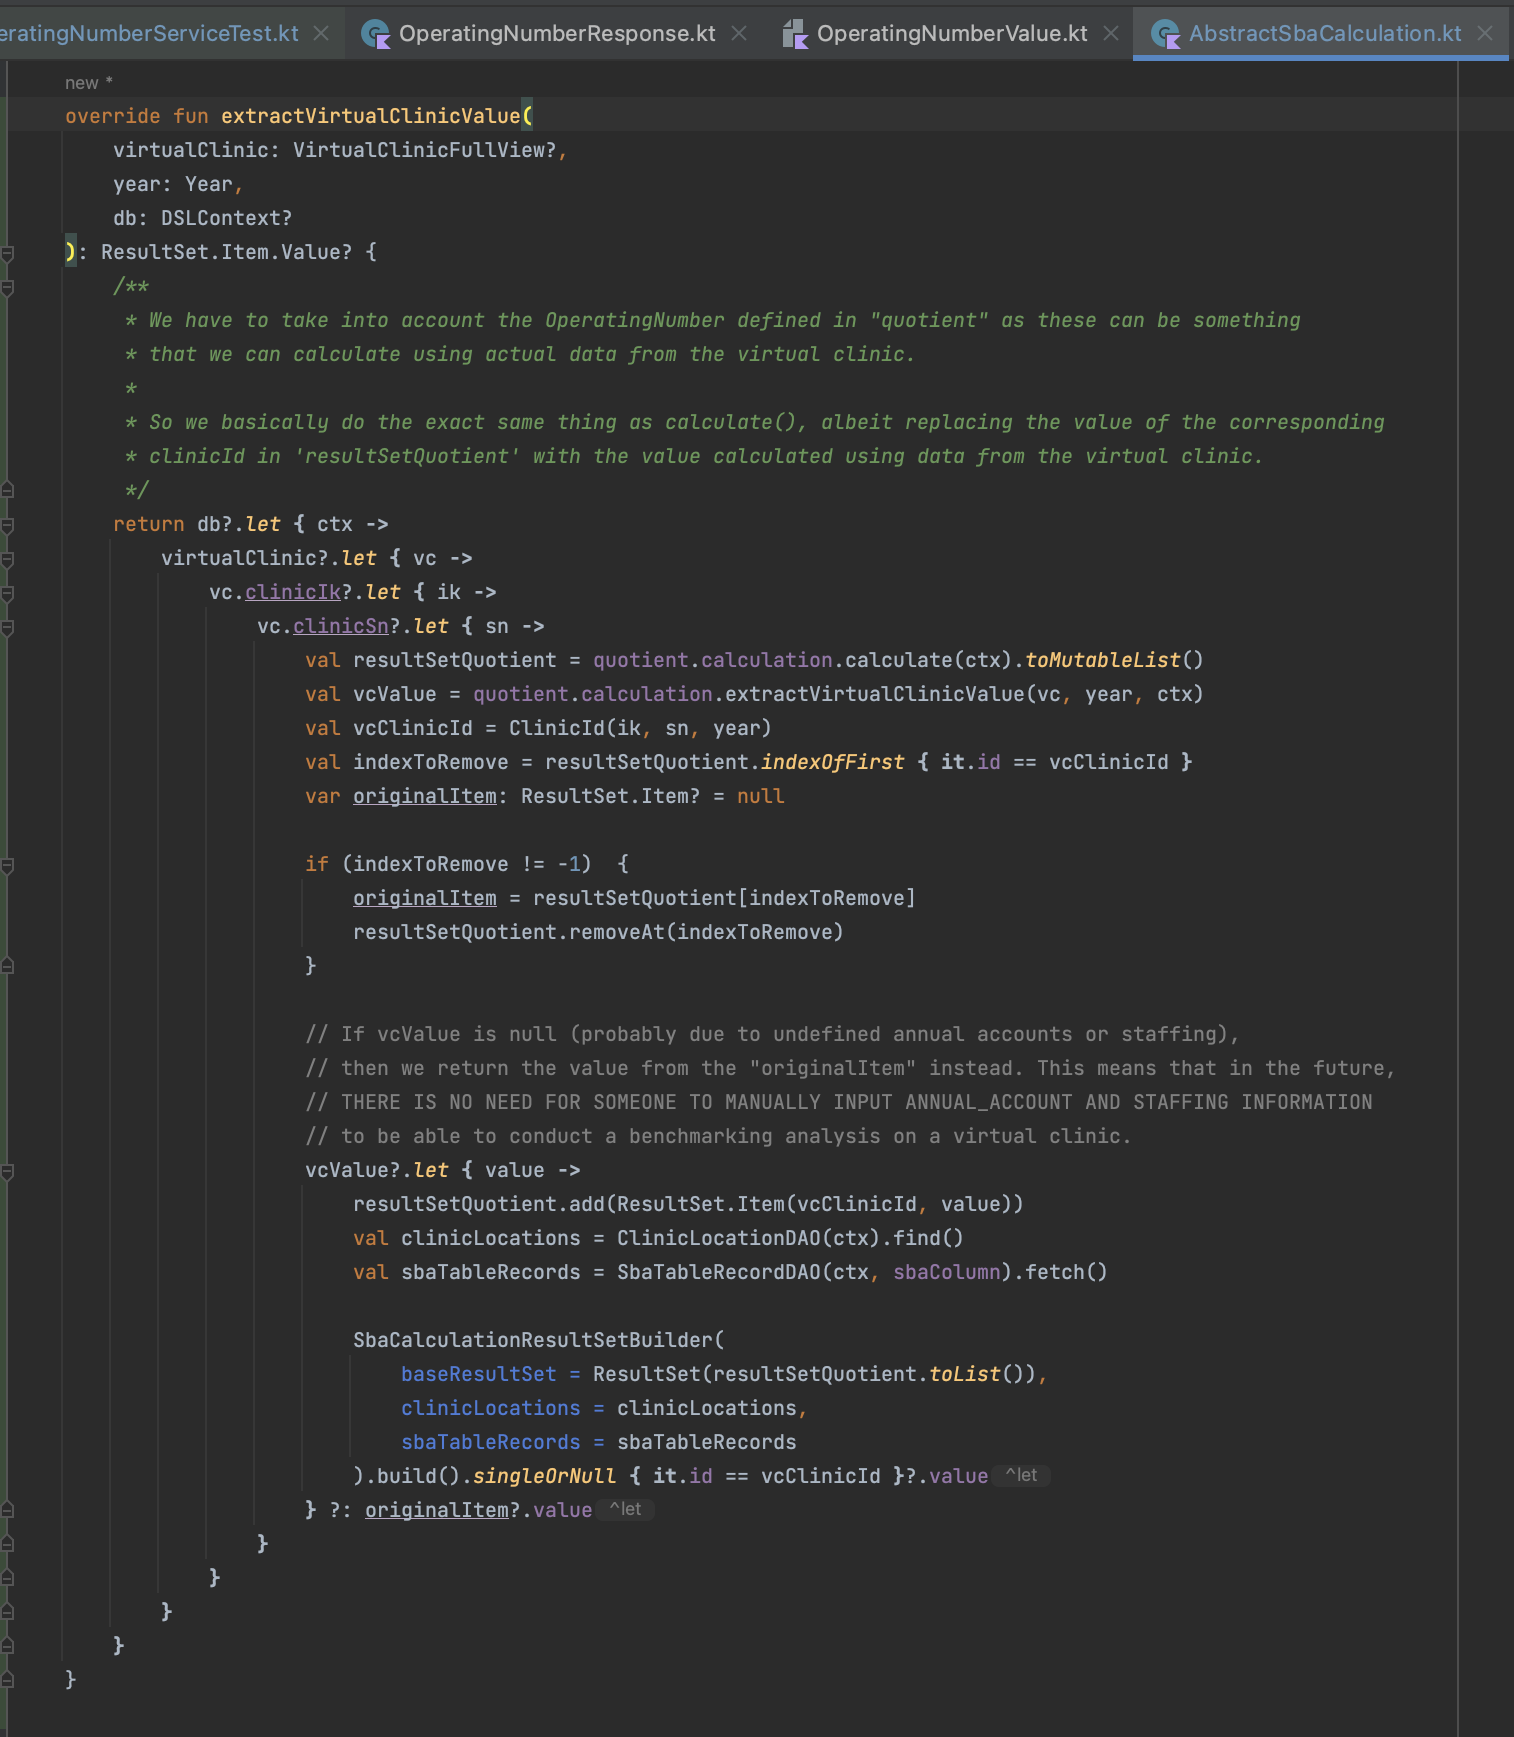 eratingNumberServiceTest.kt
OperatingNumberResponse.kt
OperatingNumberValue.kt
AbstractSbaCalculation.kt
new *
override fun extractVirtualClinicValue(
virtualClinic: VirtualClinicFullView?,
year: Year,
db: DSLContext?
): ResultSet.Item.Value? {
/**
* We have to take into account the OperatingNumber defined in "quotient" as these can be something
* that we can calculate using actual data from the virtual clinic.
*
* So we basically do the exact same thing as calculate(), albeit replacing the value of the corresponding
* clinicId in 'resultSetQuotient' with the value calculated using data from the virtual clinic.
*/
return db?.let { ctx ->
virtualClinic?.let { vc ->
vc.clinicIk?.let { ik ->
vc.clinicSn?.let { sn ->
val resultSetQuotient = quotient.calculation.calculate(ctx).toMutableList()
val vcValue = quotient.calculation.extractVirtualClinicValue(vc, year, ctx)
val vcClinicId = ClinicId(ik, sn, year)
val indexToRemove = resultSetQuotient.indexOfFirst { it.id == vcClinicId }
var originalItem: ResultSet.Item? = null
if (indexToRemove != -1)  {
originalItem = resultSetQuotient[indexToRemove]
resultSetQuotient.removeAt(indexToRemove)
}
// If vcValue is null (probably due to undefined annual accounts or staffing),
// then we return the value from the "originalItem" instead. This means that in the future,
// THERE IS NO NEED FOR SOMEONE TO MANUALLY INPUT ANNUAL_ACCOUNT AND STAFFING INFORMATION
// to be able to conduct a benchmarking analysis on a virtual clinic.
vcValue?.let { value ->
resultSetQuotient.add(ResultSet.Item(vcClinicId, value))
val clinicLocations = ClinicLocationDAO(ctx).find()
val sbaTableRecords = SbaTableRecordDAO(ctx, sbaColumn).fetch()
SbaCalculationResultSetBuilder(
baseResultSet = ResultSet(resultSetQuotient.toList()),
clinicLocations = clinicLocations,
sbaTableRecords = sbaTableRecords
).build().singleOrNull { it.id == vcClinicId }?.value ^let
} ?: originalItem?.value ^let
}
}
}
}
}